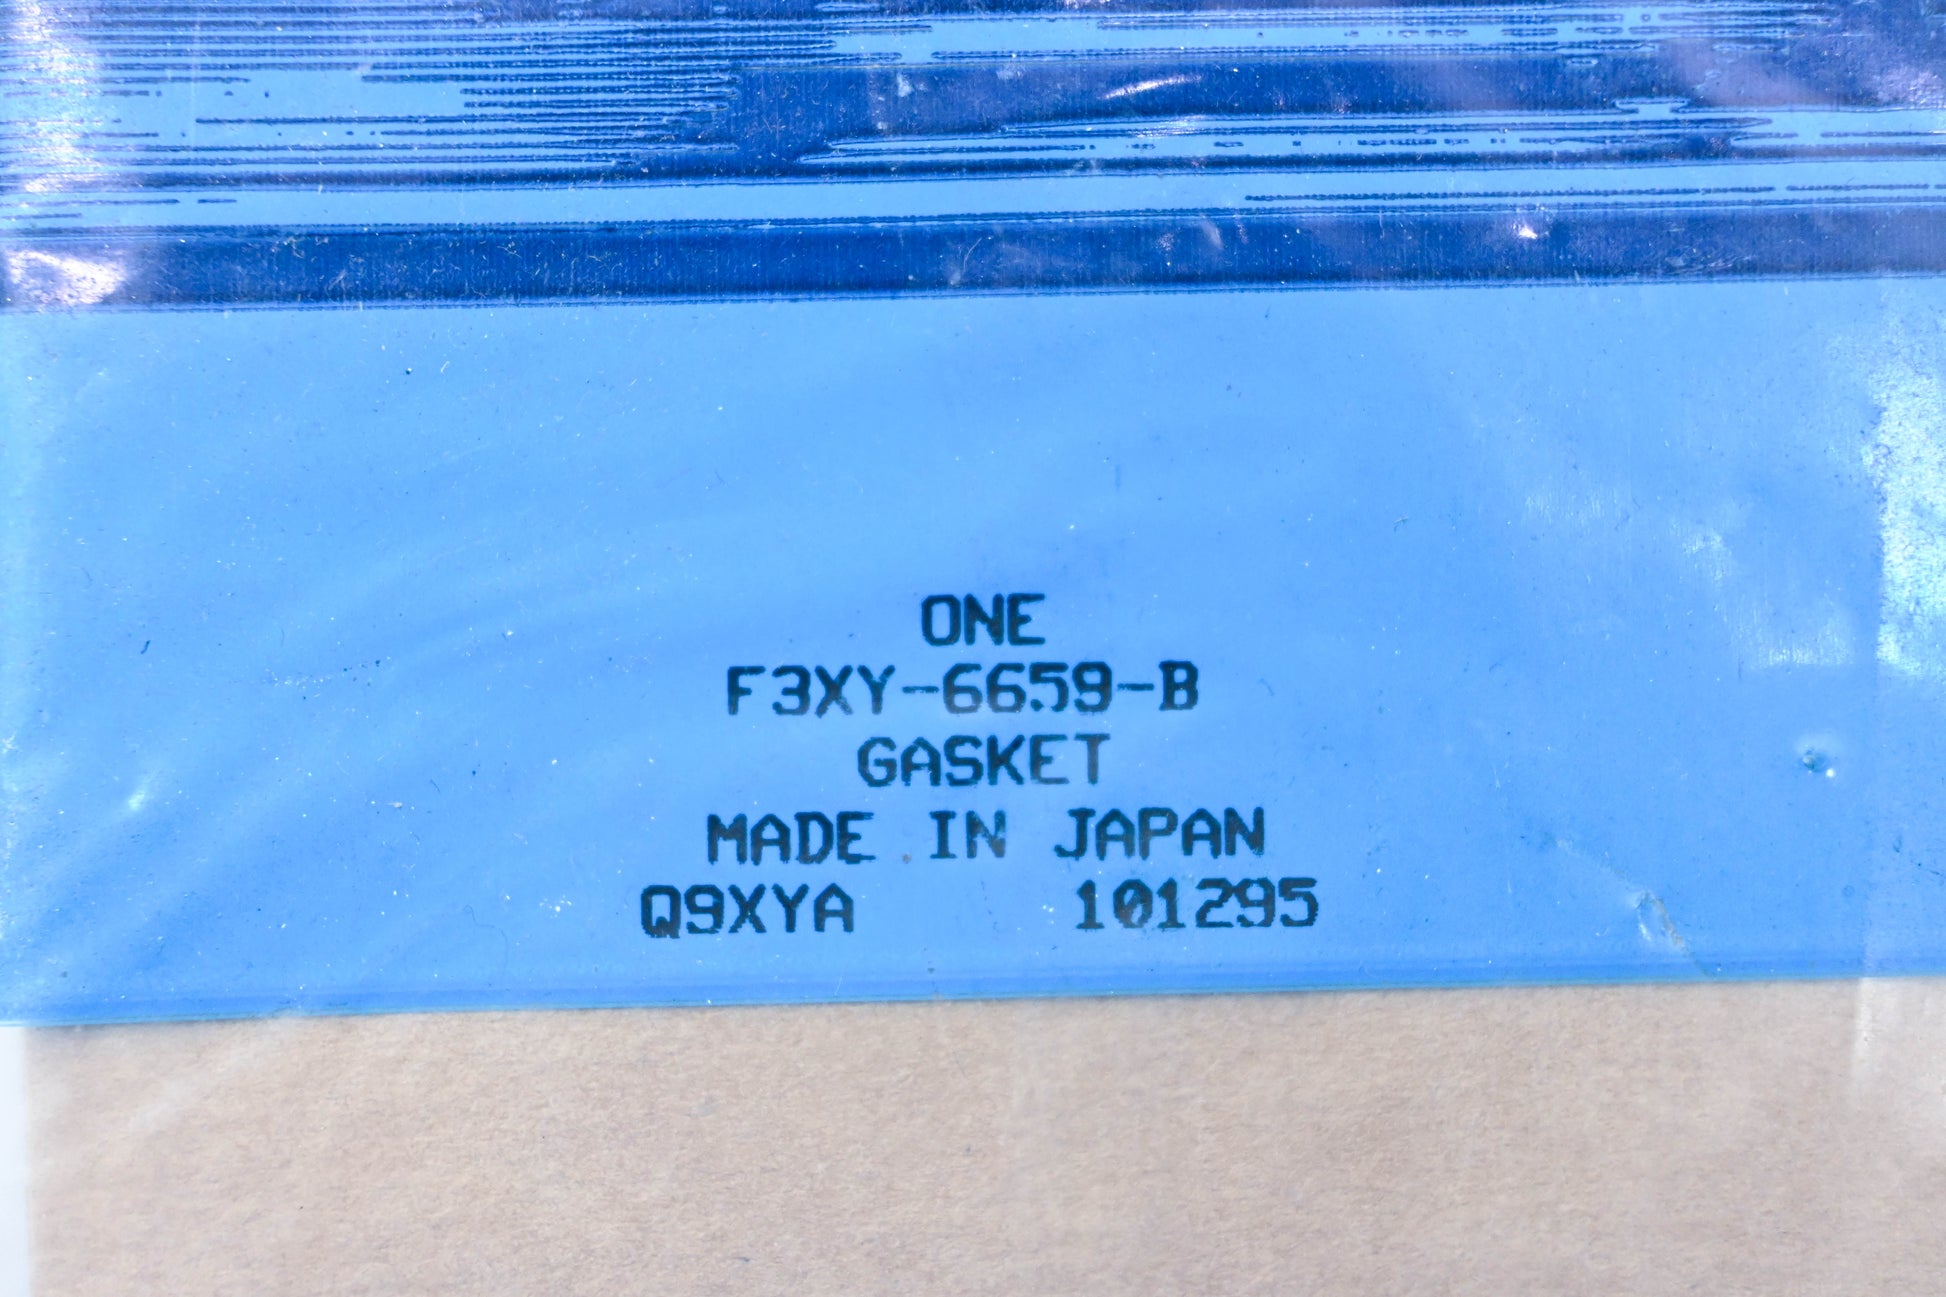 ONE
F3XY-6659-B
GASKET
MADE IN JAPAN
Q9XYA 101295